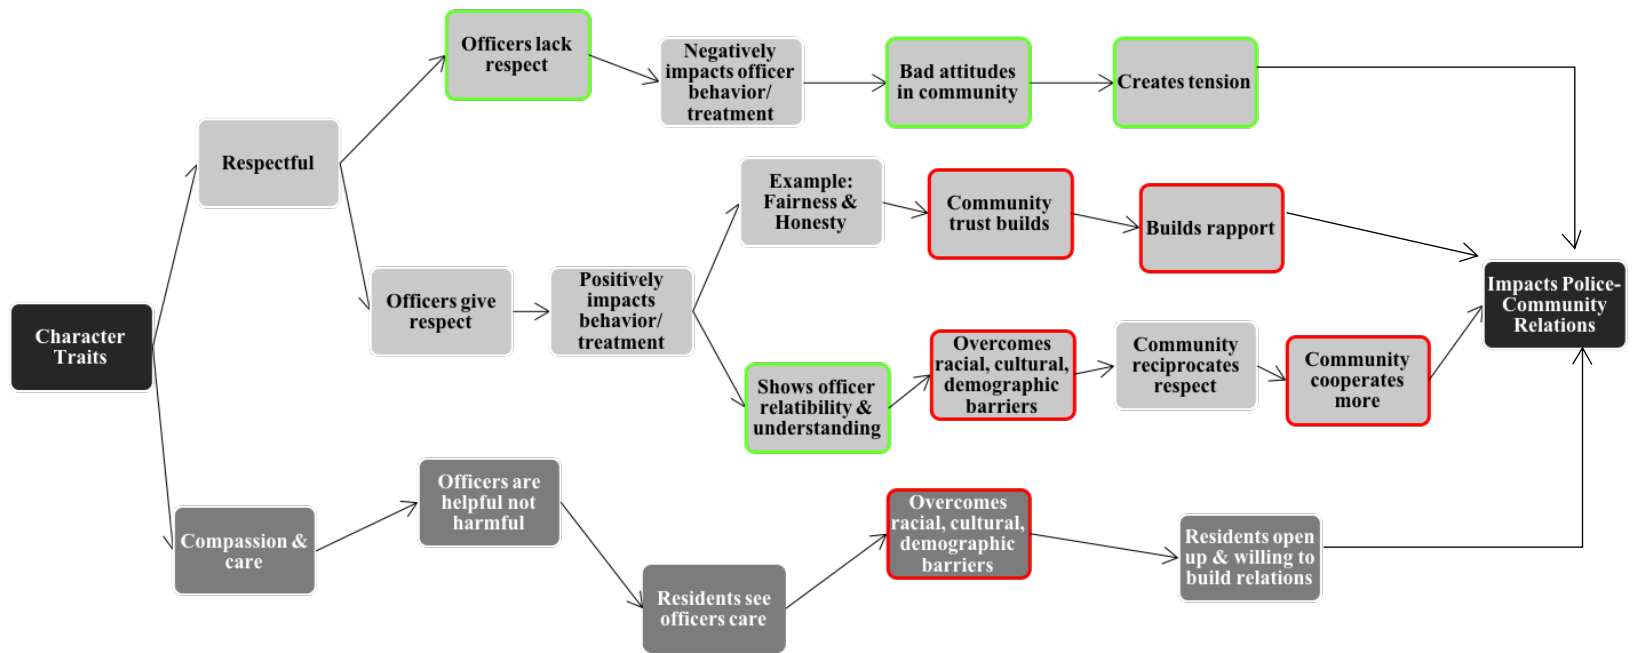 Officers lack
respect
Negatively
impacts officer
behavior/
treatment
Bad attitudes
in community
Creates tension
Respectful
Example:
Fairness &
Honesty
Community
trust builds
Builds rapport
Officers give
respect
Positively
impacts
behavior/
treatment
Impacts Police-
Community
Relations
Character
Traits
Shows officer
relatibility &
understanding
Overcomes
racial, cultural,
demographic
barriers
Community
reciprocates
respect
Community
cooperates
more
Compassion &
care
Officers are
helpful not
harmful
Residents see
officers care
Overcomes
racial, cultural,
demographic
barriers
Residents open
up & willing to
build relations